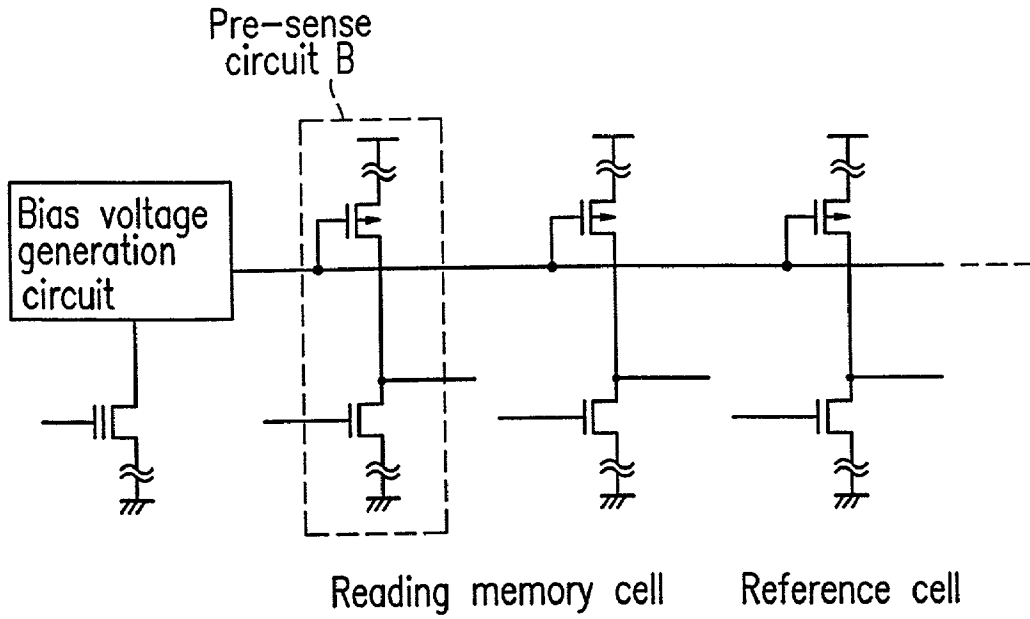 Pre-sense
circuit B
Bias voltage
generation
circuit
Reading memory cell
Reference cell